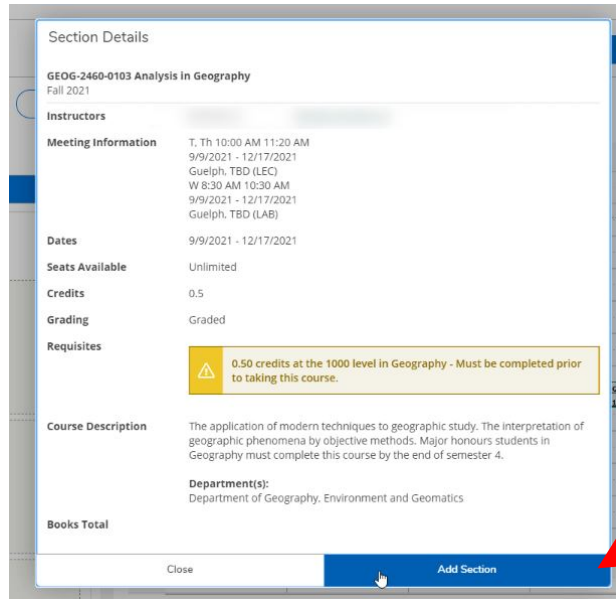 Section Details
GEOG-2460-0103 Analysis in Geography
Fall 2021
Instructors
Meeting Information
T, Th 10:00 AM 11:20 AM
9/9/2021 - 12/17/2021
Guelph, TBD (LEC)
W 8:30 AM 10:30 AM
9/9/2021 - 12/17/2021
Guelph, TBD (LAB)
Dates
9/9/2021 - 12/17/2021
Seats Available
Unlimited
Credits
0.5
Grading
Graded
Requisites
0.50 credits at the 1000 level in Geography - Must be completed prior
to taking this course.
Course Description
The application of modern techniques to geographic study. The interpretation of
geographic phenomena by objective methods. Major honours students in
Geography must complete this course by the end of semester 4.
Department(s):
Department of Geography, Environment and Geomatics
Books Total
Close
Add Section